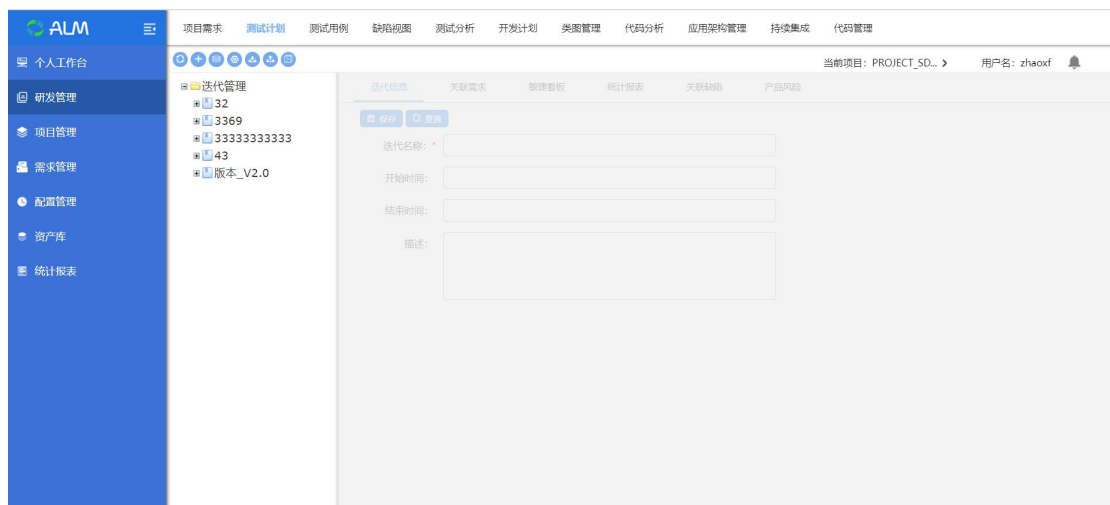 ALM
项目需求 测试计划 测试用例 缺陷视图 测试分析 开发计划 类图管理 代码分析 应用架构管理 持续集成 代码管理
个人工作台
当前项目: PROJECT_SD... 用户名: zhaoxf
研发管理
项目管理
需求管理
配置管理
资产库
统计报表
迭代管理
32
3369
33333333333
43
版本_V2.0
迭代信息 关联需求 敏捷看板 统计报表 关联缺陷 产品风险
保存 重置
迭代名称: *
开始时间:
结束时间:
描述: